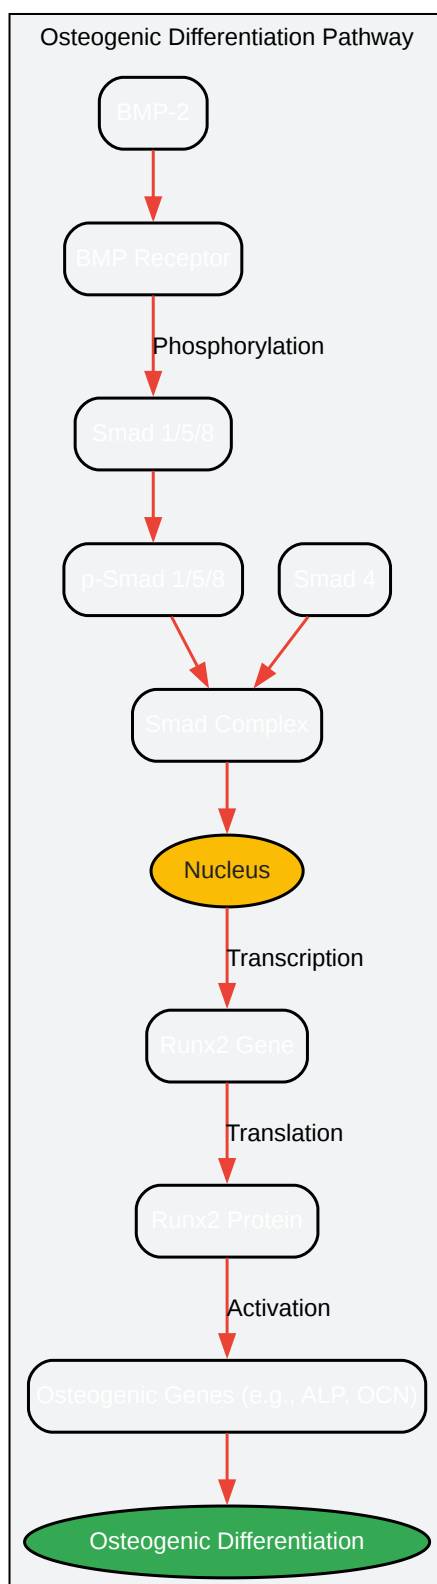 Osteogenic Differentiation Pathway
BMP-2
BMP Receptor
Phosphorylation
Smad 1/5/8
p-Smad 1/5/8
Smad 4
Smad Complex
Nucleus
Transcription
Runx2 Gene
Translation
Runx2 Protein
Activation
Osteogenic Genes (e.g., ALP, OCN)
Osteogenic Differentiation